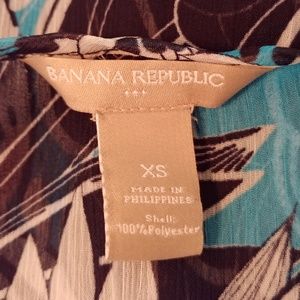 BANANA REPUBLIC
XS
MADE IN
PHILIPPINES
Shell:
100%Polyester